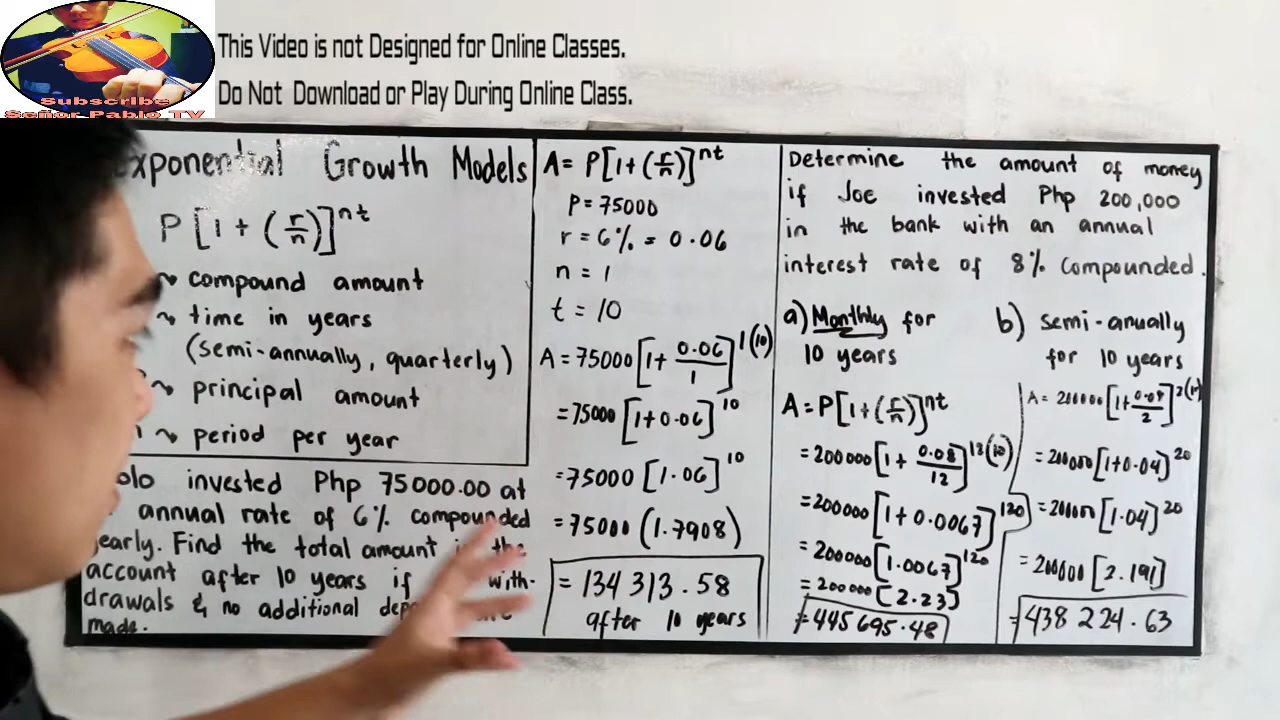 This Video is not Designed for Online Classes.
Do Not Download or Play During Online Class.
Subscribe
Señor Pablo TV
Exponential Growth Models
P[1+(r/n)]^nt
~ compound amount
~ time in years
(semi-annually, quarterly)
~ principal amount
~ period per year
invested Php 75000.00 at
annual rate of 6% compounded
yearly. Find the total amount the
account after 10 years if with-
drawals & no additional
made.
A=P[1+(r/n)]^nt
P=75000
r=6%=0.06
n=1
t=10
A=75000[1+0.06/1]^1(10)
=75000[1+0.06]^10
=75000[1.06]^10
=75000(1.7908)
=134 313.58
after 10 years
Determine the amount of money
if Joe invested Php 200,000
in the bank with an annual
interest rate of 8% compounded.
a) Monthly for
10 years
A=P[1+(r/n)]^nt
=200000[1+0.08/12]^12(10)
=200000[1+0.0067]^120
=200000[1.0067]^120
=200000[2.23]
=445 695.48
b) semi-anually
for 10 years
A=200000[1+0.08/2]^2(10)
=200000[1+0.04]^20
=200000[1.04]^20
=200000[2.191]
=438 224.63